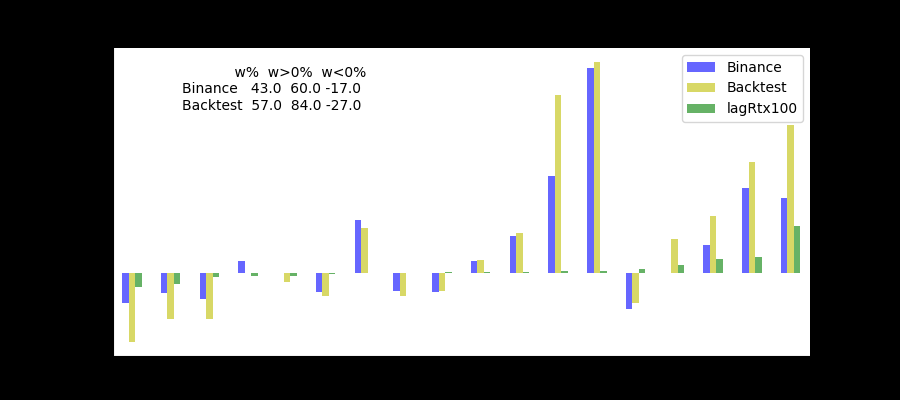 w% w>0% w<0%
Binance 43.0 60.0 -17.0
Backtest 57.0 84.0 -27.0
Binance
Backtest
lagRtx100